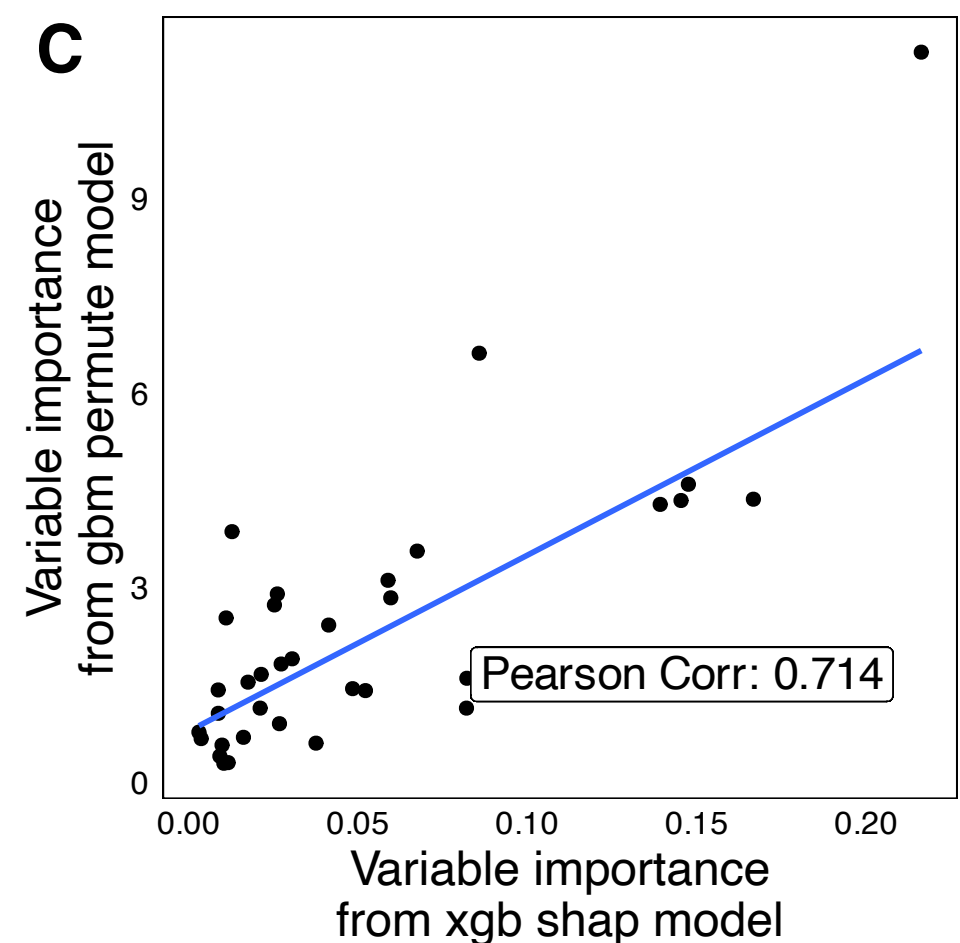 C
Variable importance
from gbm permute model
9
6
3
0
Pearson Corr: 0.714
0.00 0.05 0.10 0.15 0.20
Variable importance
from xgb shap model